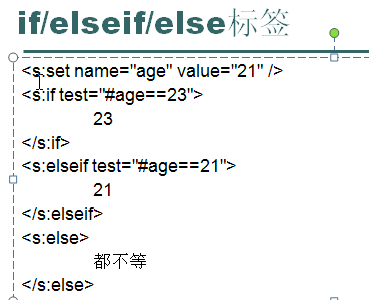 if/elseif/else标签
<s:set name="age" value="21" />
<s:if test="#age==23">
23
</s:if>
<s:elseif test="#age==21">
21
</s:elseif>
<s:else>
都不等
</s:else>